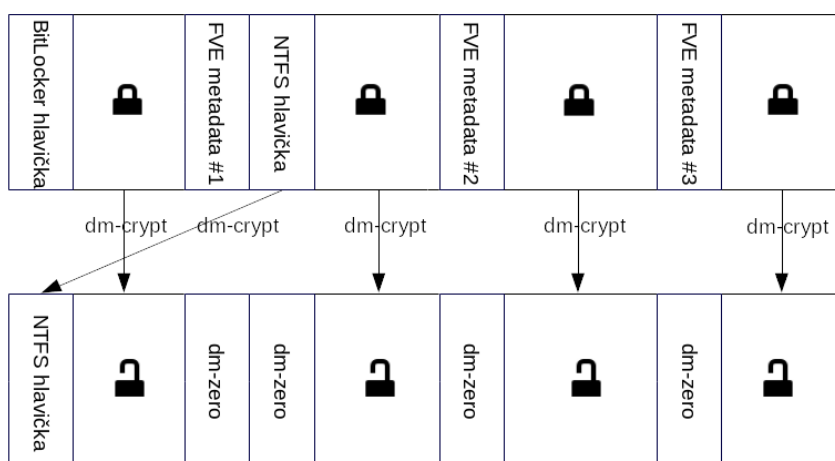 BitLocker hlavička
FVE metadata #1
NTFS hlavička
FVE metadata #2
FVE metadata #3
dm-crypt
dm-crypt
dm-crypt
dm-crypt
dm-crypt
NTFS hlavička
dm-zero
dm-zero
dm-zero
dm-zero